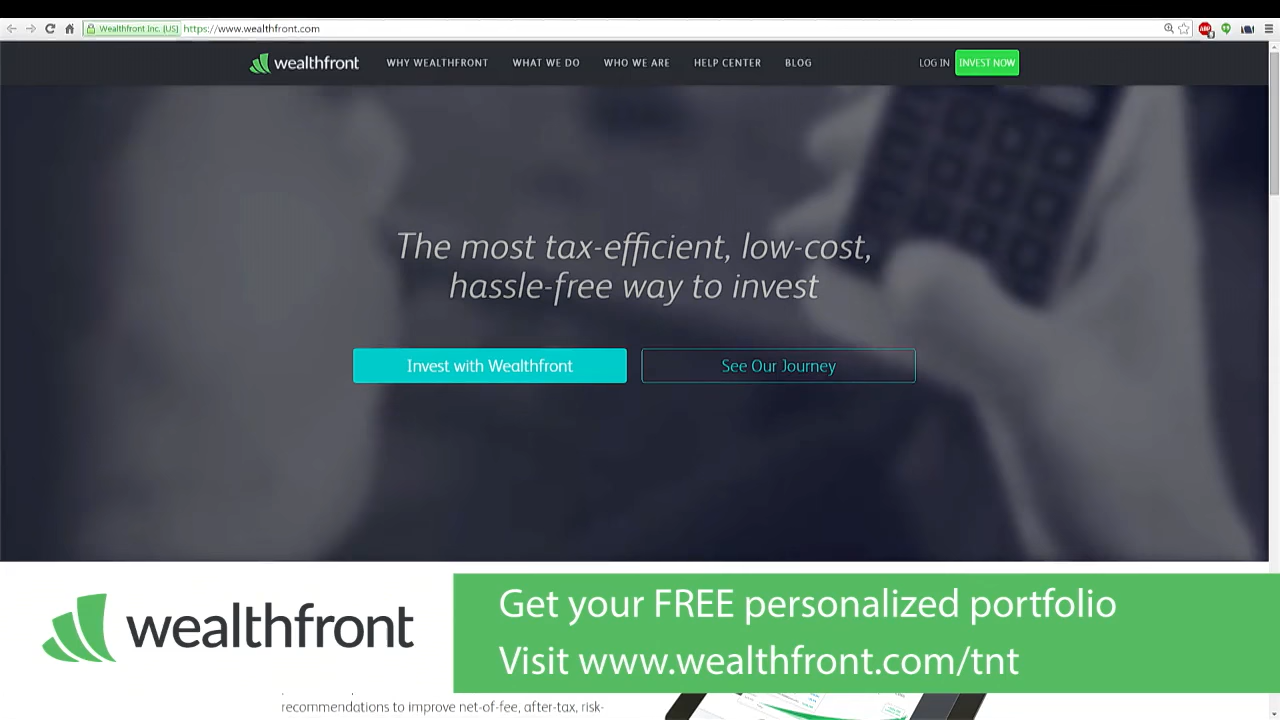 Wealthfront Inc. [US] https://www.wealthfront.com
ABP
wealthfront WHY WEALTHFRONT WHAT WE DO WHO WE ARE HELP CENTER BLOG LOG IN INVEST NOW
The most tax-efficient, low-cost,
hassle-free way to invest
Invest with Wealthfront See Our Journey
wealthfront
Get your FREE personalized portfolio
Visit www.wealthfront.com/tnt
recommendations to improve net-of-fee, after-tax, risk-